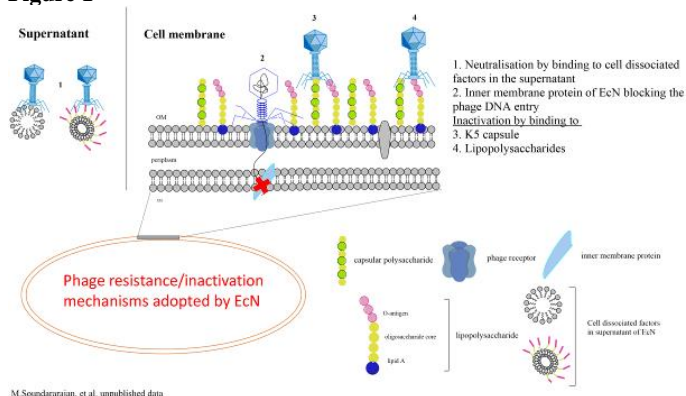 Supernatant
Cell membrane
1
2
3
4
OM
periplasm
1. Neutralisation by binding to cell dissociated
factors in the supernatant
2. Inner membrane protein of EcN blocking the
phage DNA entry
Inactivation by binding to
3. K5 capsule
4. Lipopolysaccharides
Phage resistance/inactivation
mechanisms adopted by EcN
capsular polysaccharide
phage receptor
inner membrane protein
O-antigen
oligosaccharide core
lipid A
lipopolysaccharide
Cell dissociated factors
in supernatant of EcN
M.Soundararajan, et al. unpublished data